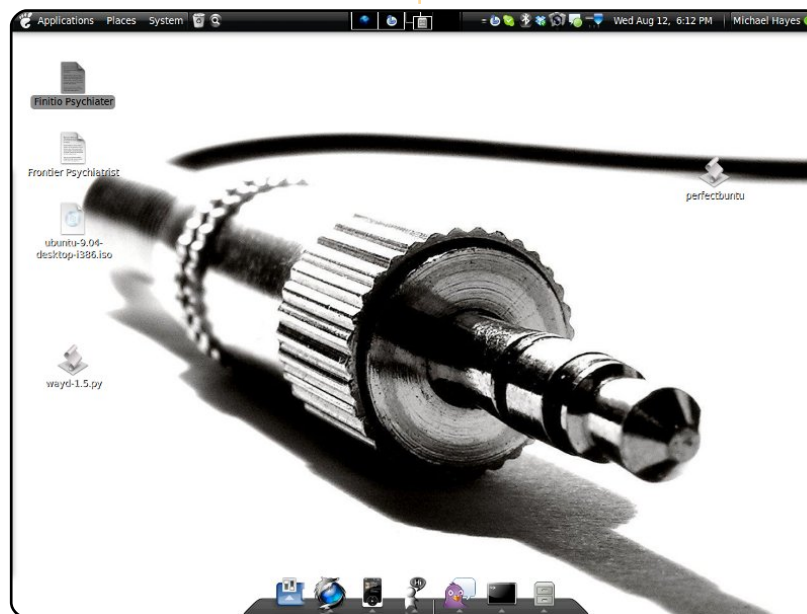 Applications Places System Wed Aug 12, 6:12 PM Michael Hayes
Finitio Psychiater
Frontier Psychiatrist
perfectbuntu
ubuntu-9.04-
desktop-i386.iso
wayd-1.5.py
Hi